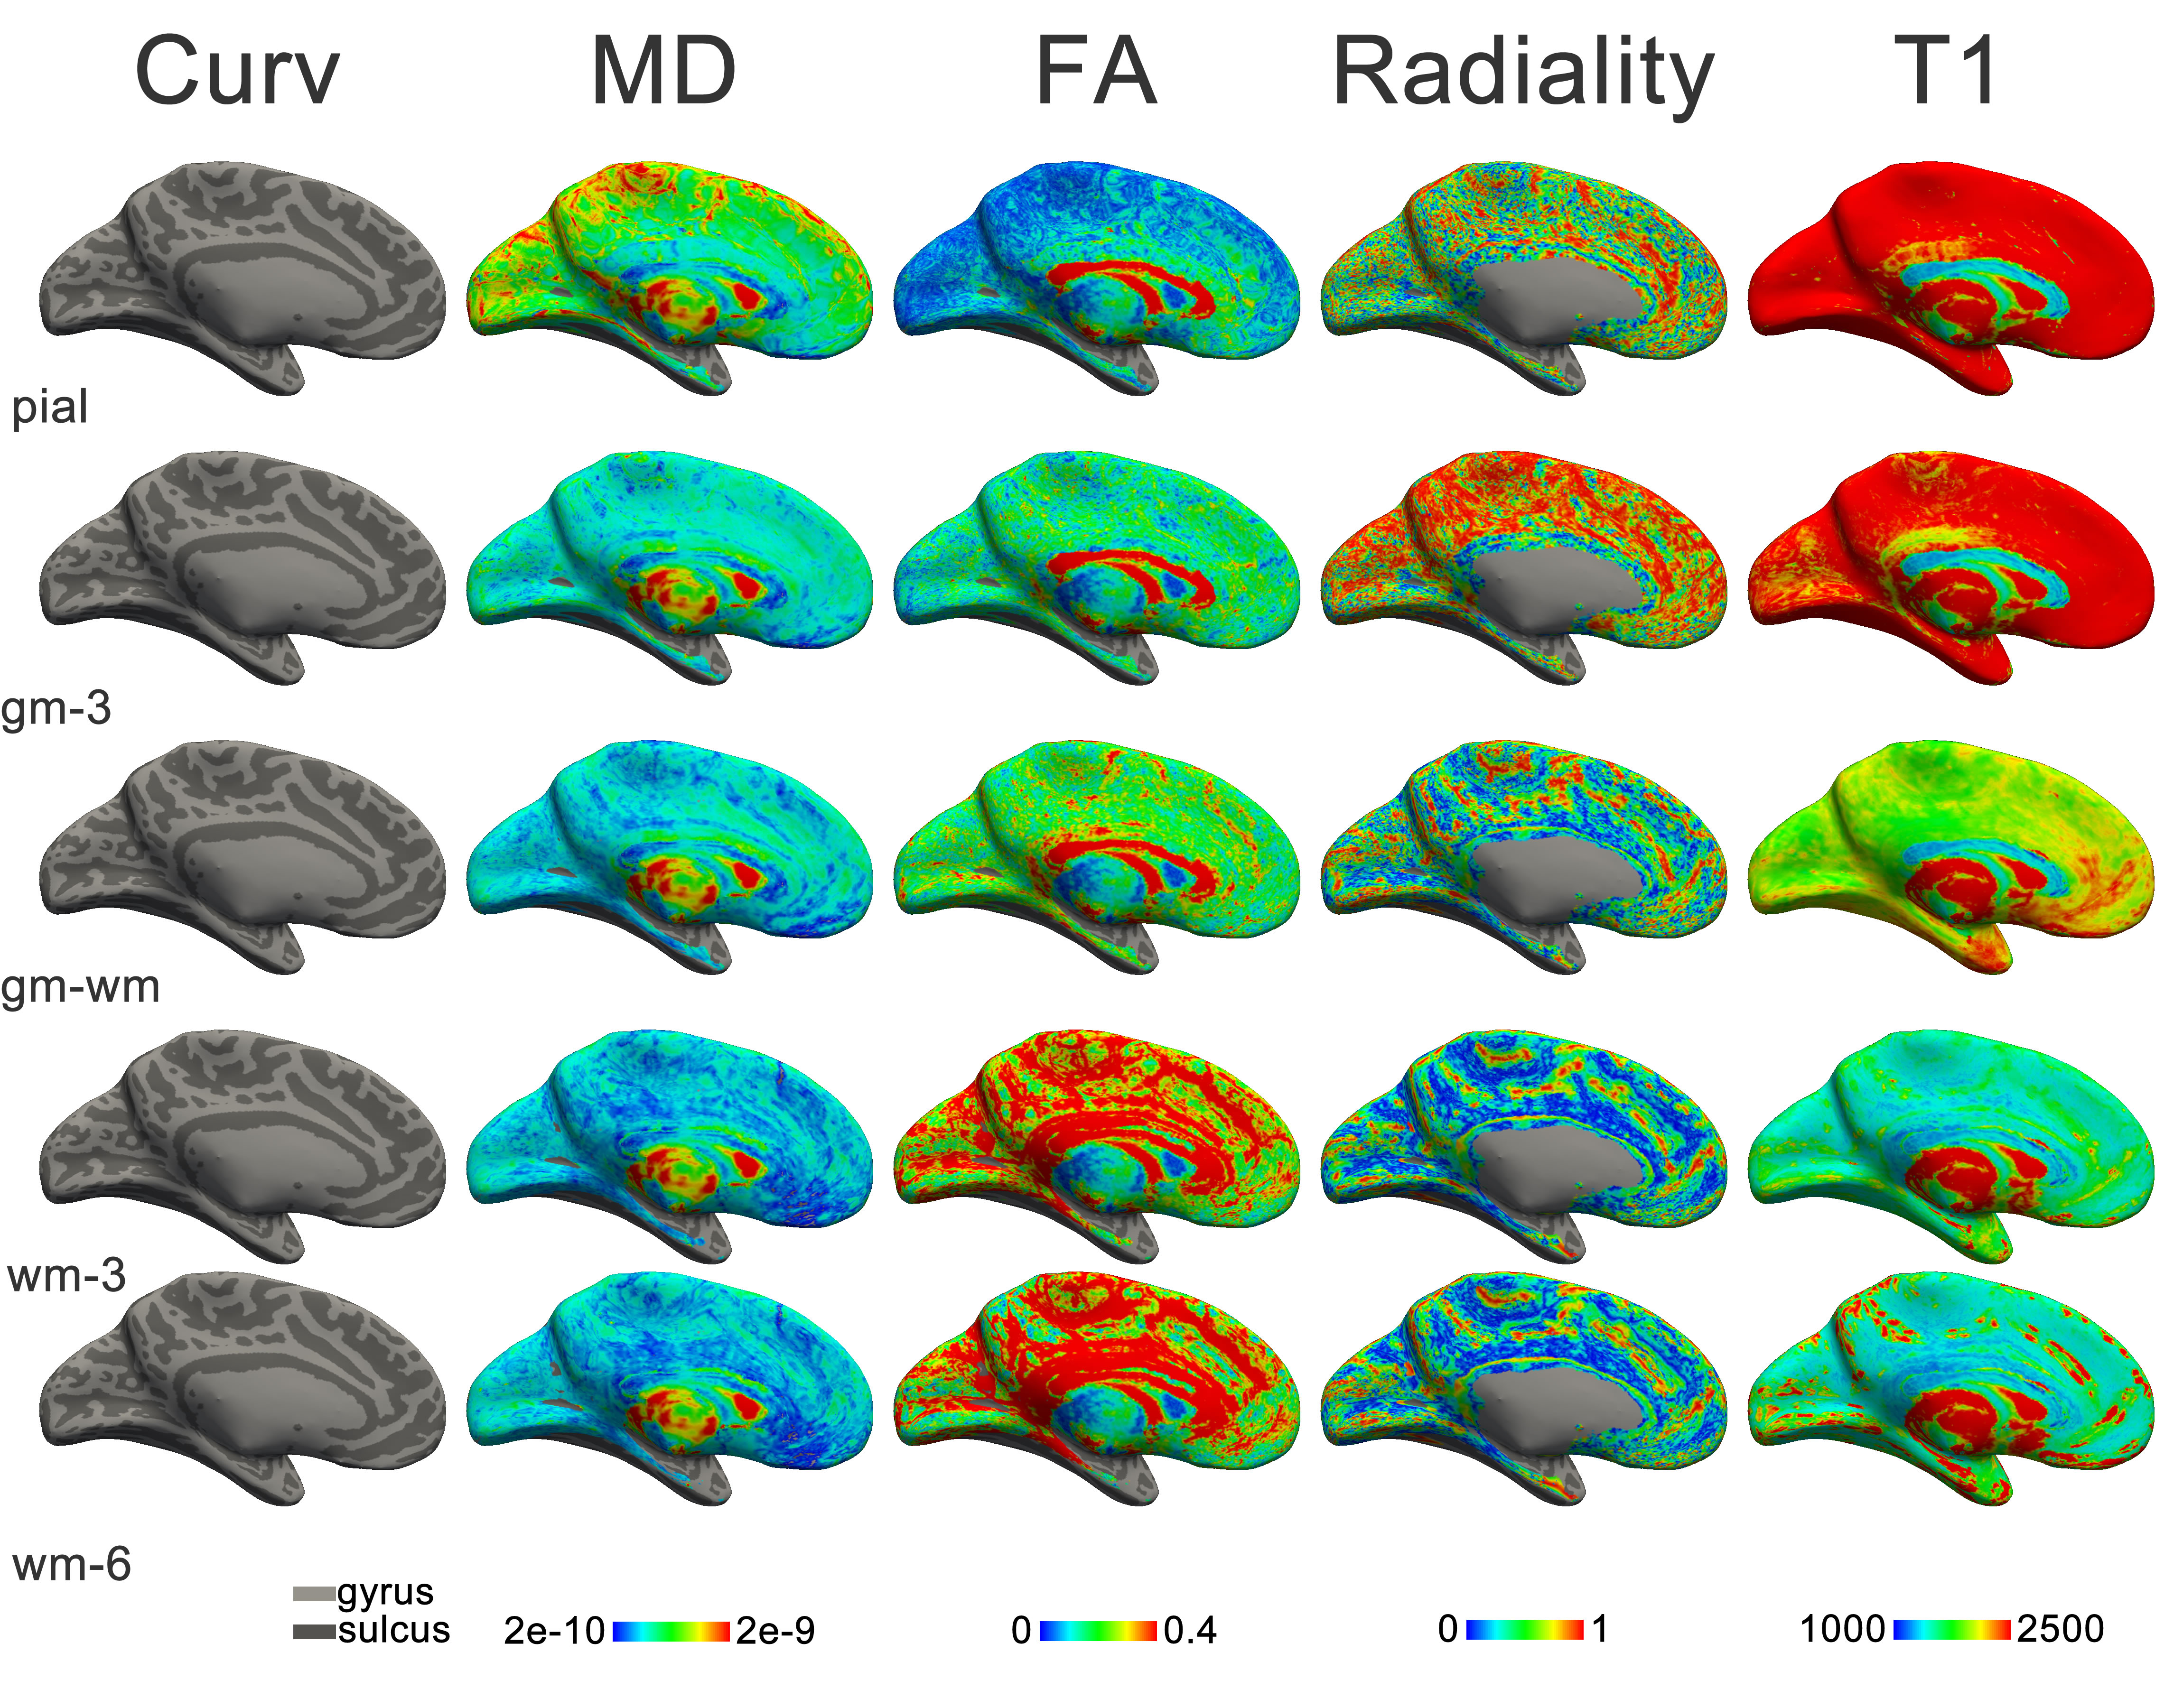 Curv MD FA Radiality T1
pial
gm-3
gm-wm
wm-3
wm-6
gyrus
sulcus
2e-10 2e-9
0 0.4
0 1
1000 2500